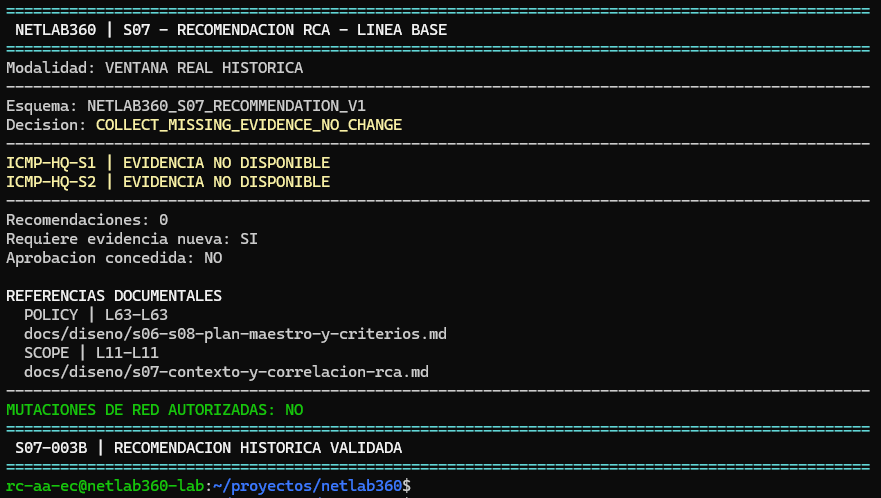 ================================================================================================
NETLAB360 | S07 - RECOMENDACION RCA - LINEA BASE
================================================================================================
Modalidad: VENTANA REAL HISTORICA
------------------------------------------------------------------------------------------------
Esquema: NETLAB360_S07_RECOMMENDATION_V1
Decision: COLLECT_MISSING_EVIDENCE_NO_CHANGE
------------------------------------------------------------------------------------------------
ICMP-HQ-S1 | EVIDENCIA NO DISPONIBLE
ICMP-HQ-S2 | EVIDENCIA NO DISPONIBLE
------------------------------------------------------------------------------------------------
Recomendaciones: 0
Requiere evidencia nueva: SI
Aprobacion concedida: NO
REFERENCIAS DOCUMENTALES
POLICY | L63-L63
docs/diseno/s06-s08-plan-maestro-y-criterios.md
SCOPE | L11-L11
docs/diseno/s07-contexto-y-correlacion-rca.md
------------------------------------------------------------------------------------------------
MUTACIONES DE RED AUTORIZADAS: NO
================================================================================================
S07-003B | RECOMENDACION HISTORICA VALIDADA
================================================================================================
rc-aa-ec@netlab360-lab:~/proyectos/netlab360$